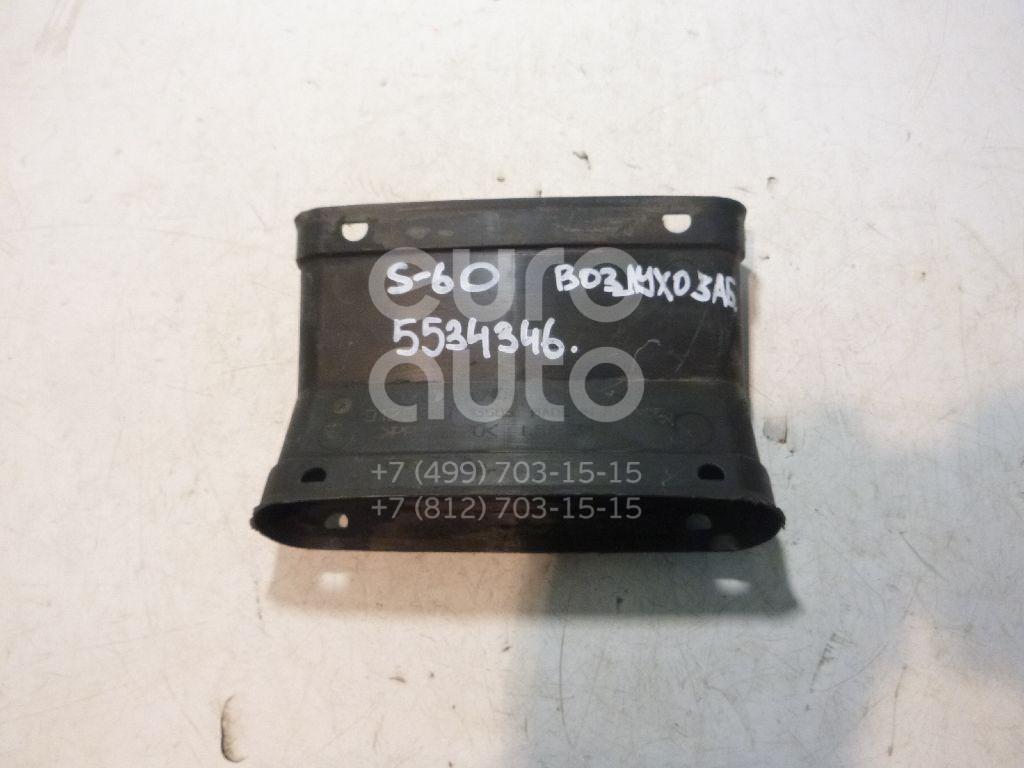 euro
S-60 ВОЗДУХОЗАБ
5534346.
auto
+7 (499) 703-15-15
+7 (812) 703-15-15